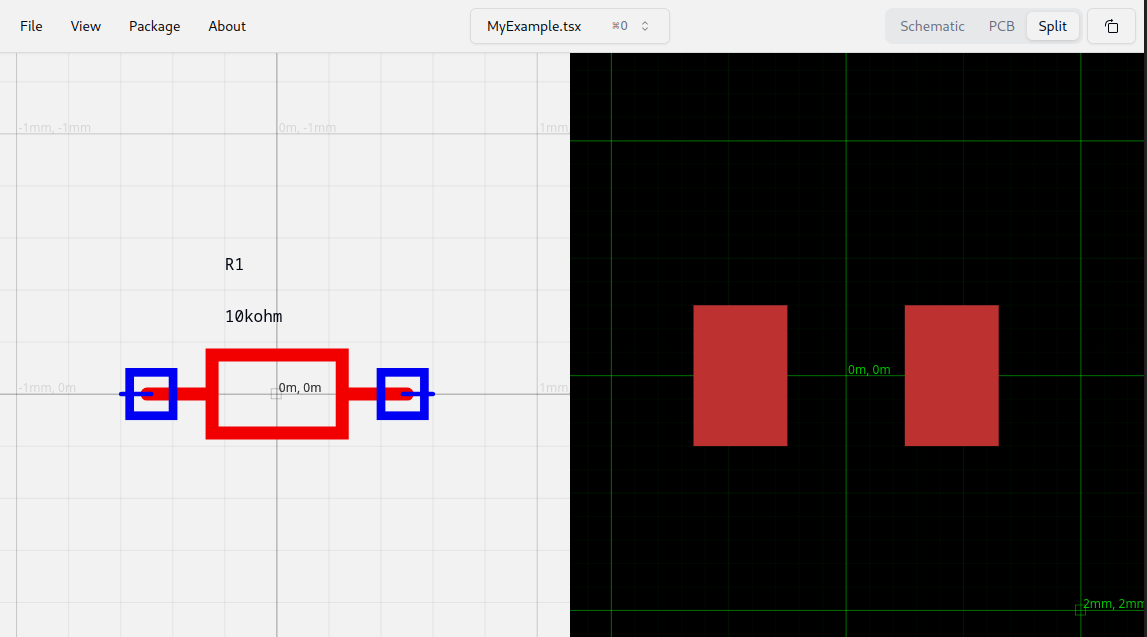 File View Package About MyExample.tsx ⌘0 Schematic PCB Split
-1mm, -1mm 0m, -1mm 1mm,
R1
10kohm
-1mm, 0m 0m, 0m 1mm
0m, 0m
2mm, 2mm